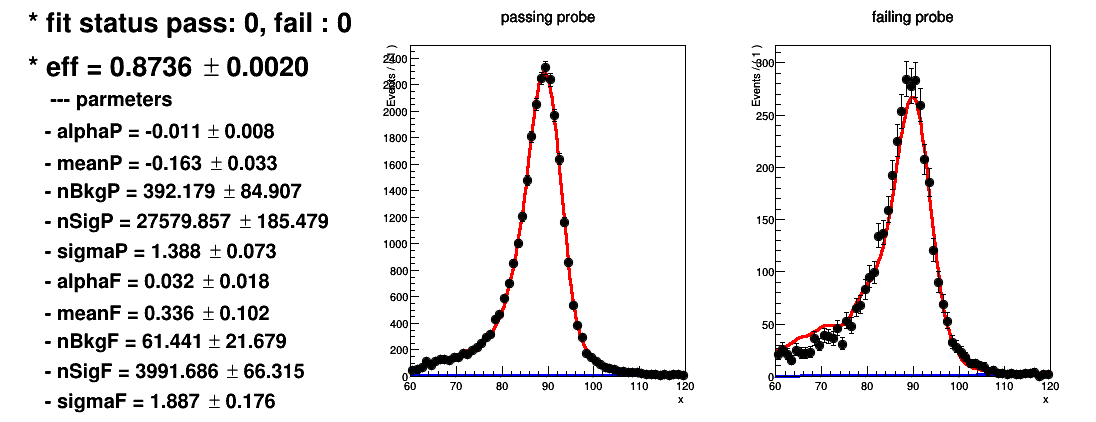 * fit status pass: 0, fail : 0
* eff = 0.8736 ± 0.0020
--- parmeters
- alphaP = -0.011 ± 0.008
- meanP = -0.163 ± 0.033
- nBkgP = 392.179 ± 84.907
- nSigP = 27579.857 ± 185.479
- sigmaP = 1.388 ± 0.073
- alphaF = 0.032 ± 0.018
- meanF = 0.336 ± 0.102
- nBkgF = 61.441 ± 21.679
- nSigF = 3991.686 ± 66.315
- sigmaF = 1.887 ± 0.176
passing probe
Events / ( 1 )
2400
2200
2000
1800
1600
1400
1200
1000
800
600
400
200
0
60 70 80 90 100 110 120
x
failing probe
Events / ( 1 )
300
250
200
150
100
50
0
60 70 80 90 100 110 120
x